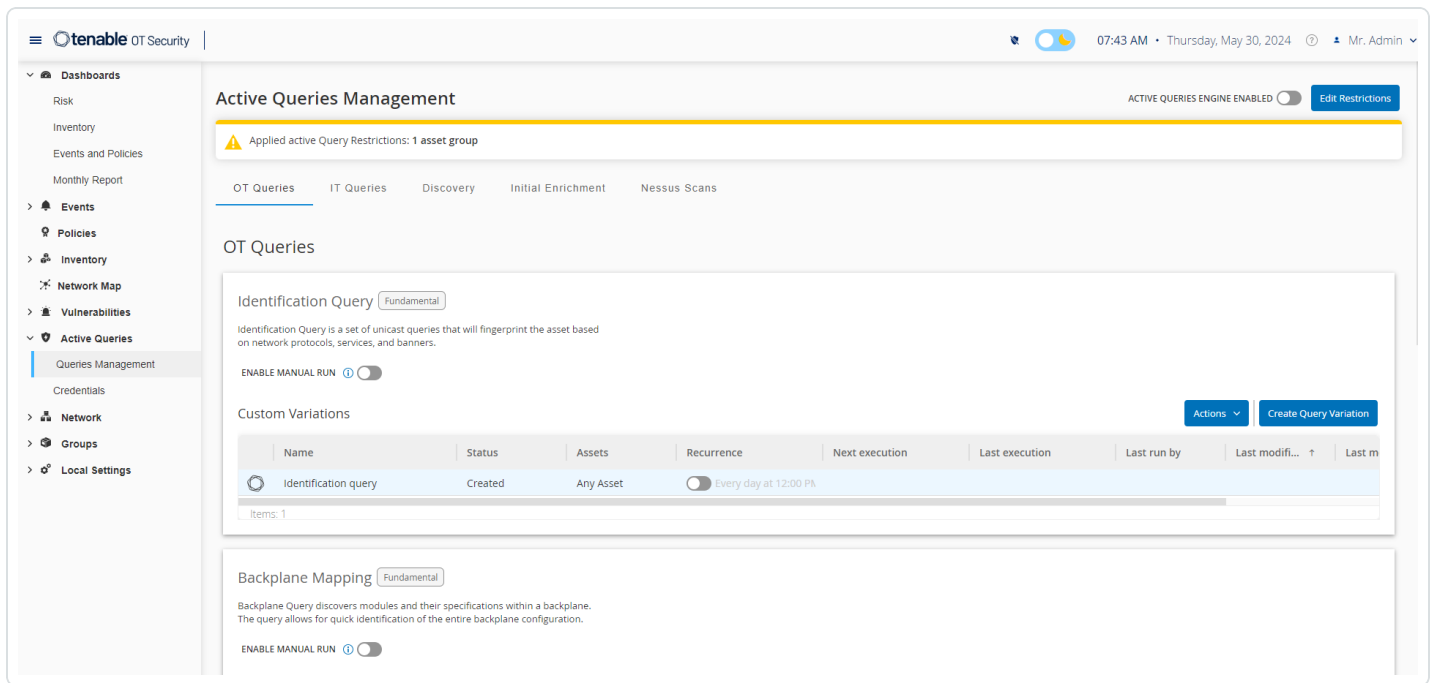 tenable OT Security
07:43 AM • Thursday, May 30, 2024 Mr. Admin
Dashboards
Risk
Inventory
Events and Policies
Monthly Report
Events
Policies
Inventory
Network Map
Vulnerabilities
Active Queries
Queries Management
Credentials
Network
Groups
Local Settings
Active Queries Management
ACTIVE QUERIES ENGINE ENABLED
Edit Restrictions
Applied active Query Restrictions: 1 asset group
OT Queries IT Queries Discovery Initial Enrichment Nessus Scans
OT Queries
Identification Query Fundamental
Identification Query is a set of unicast queries that will fingerprint the asset based
on network protocols, services, and banners.
ENABLE MANUAL RUN
Custom Variations
Actions
Create Query Variation
Name Status Assets Recurrence Next execution Last execution Last run by Last modifi... ↑ Last m
Identification query Created Any Asset Every day at 12:00 PM
Items: 1
Backplane Mapping Fundamental
Backplane Query discovers modules and their specifications within a backplane.
The query allows for quick identification of the entire backplane configuration.
ENABLE MANUAL RUN